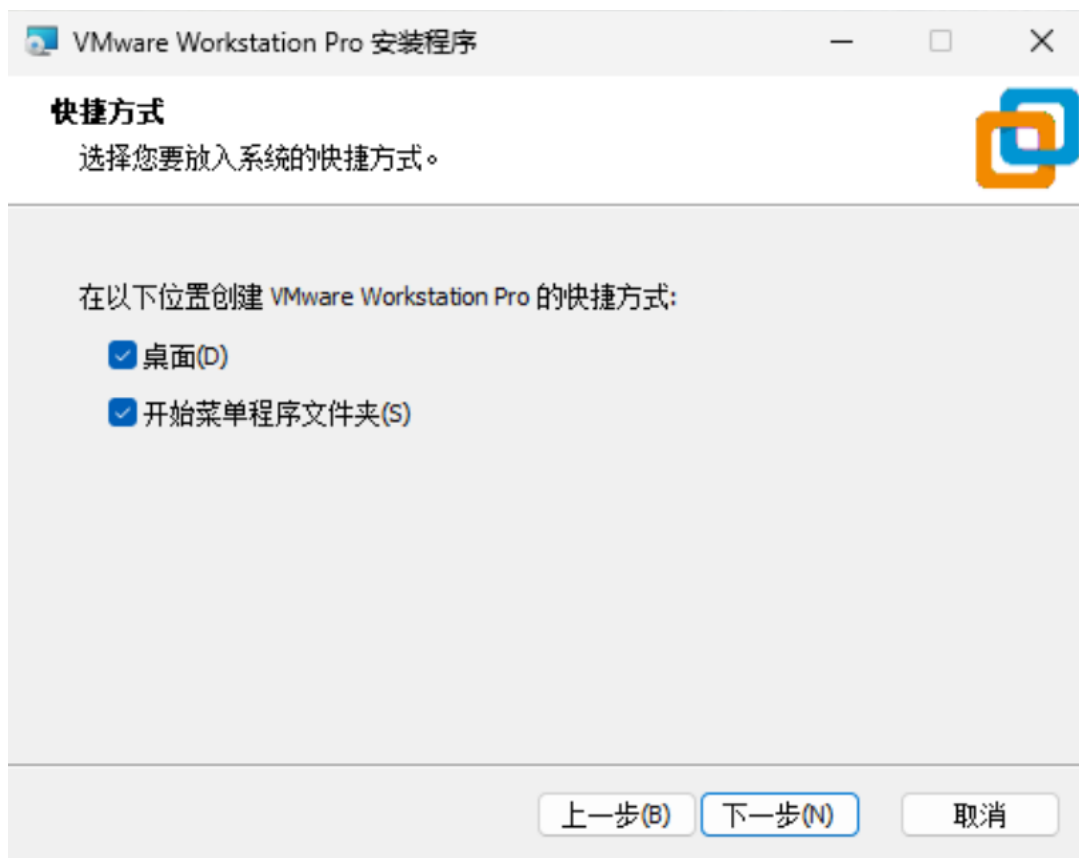 VMware Workstation Pro 安装程序
快捷方式
选择您要放入系统的快捷方式。
在以下位置创建 VMware Workstation Pro 的快捷方式:
桌面(D)
开始菜单程序文件夹(S)
上一步(B) 下一步(N) 取消